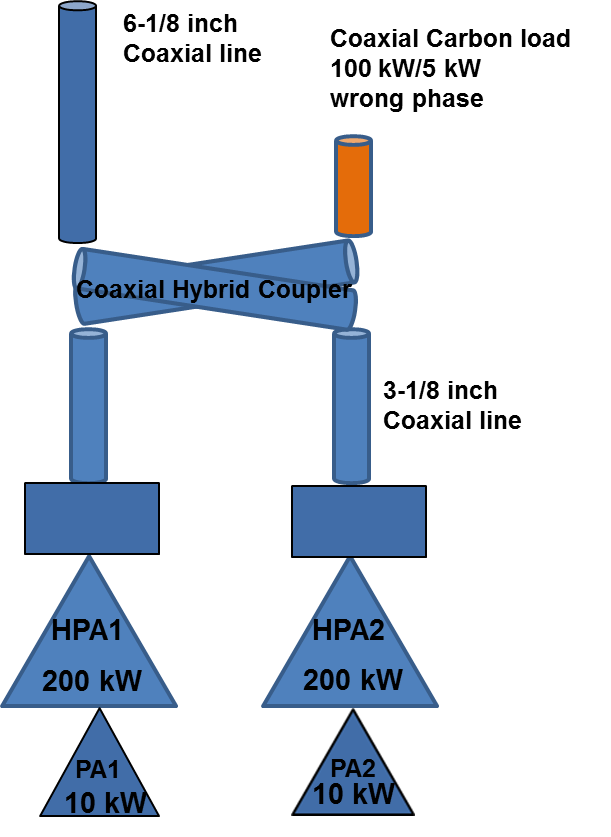 6-1/8 inch
Coaxial line
Coaxial Carbon load
100 kW/5 kW
wrong phase
Coaxial Hybrid Coupler
3-1/8 inch
Coaxial line
HPA1
200 kW
HPA2
200 kW
PA1
10 kW
PA2
10 kW